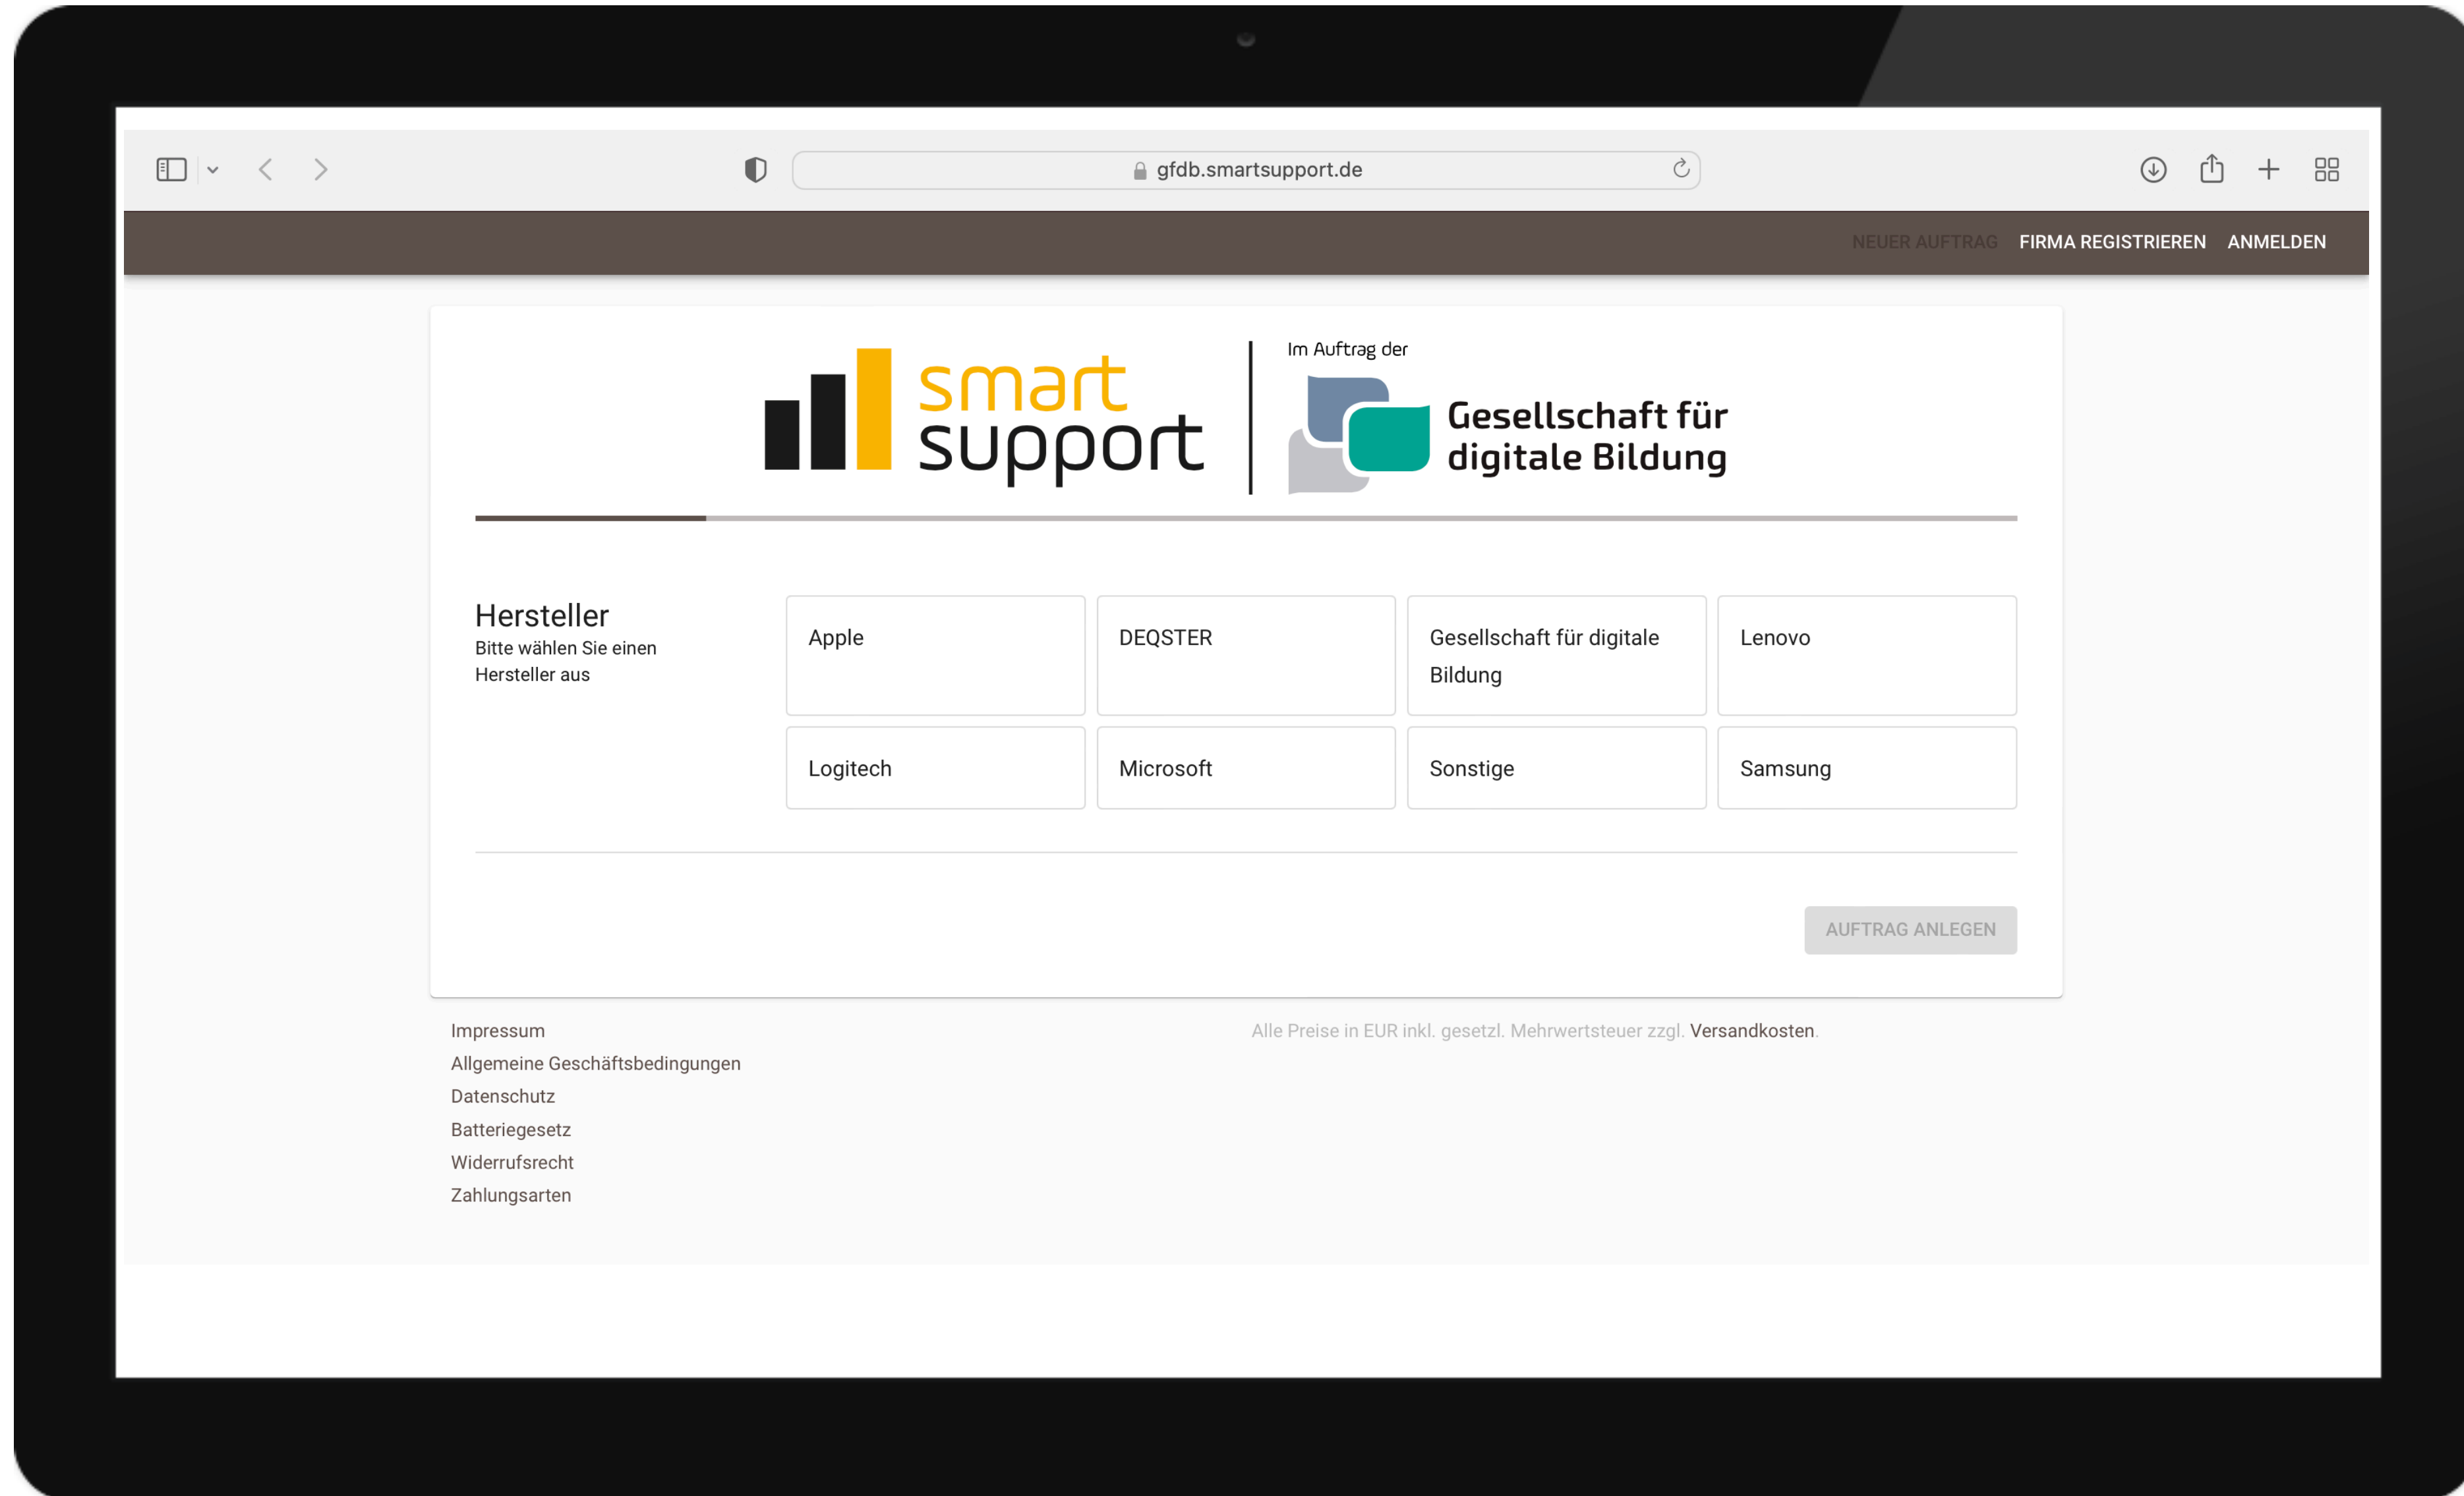 gfdb.smartsupport.de
NEUER AUFTRAG FIRMA REGISTRIEREN ANMELDEN
smart
support
Im Auftrag der
Gesellschaft für
digitale Bildung
Hersteller
Bitte wählen Sie einen
Hersteller aus
Apple
DEQSTER
Gesellschaft für digitale
Bildung
Lenovo
Logitech
Microsoft
Sonstige
Samsung
AUFTRAG ANLEGEN
Impressum
Allgemeine Geschäftsbedingungen
Datenschutz
Batteriegesetz
Widerrufsrecht
Zahlungsarten
Alle Preise in EUR inkl. gesetzl. Mehrwertsteuer zzgl. Versandkosten.